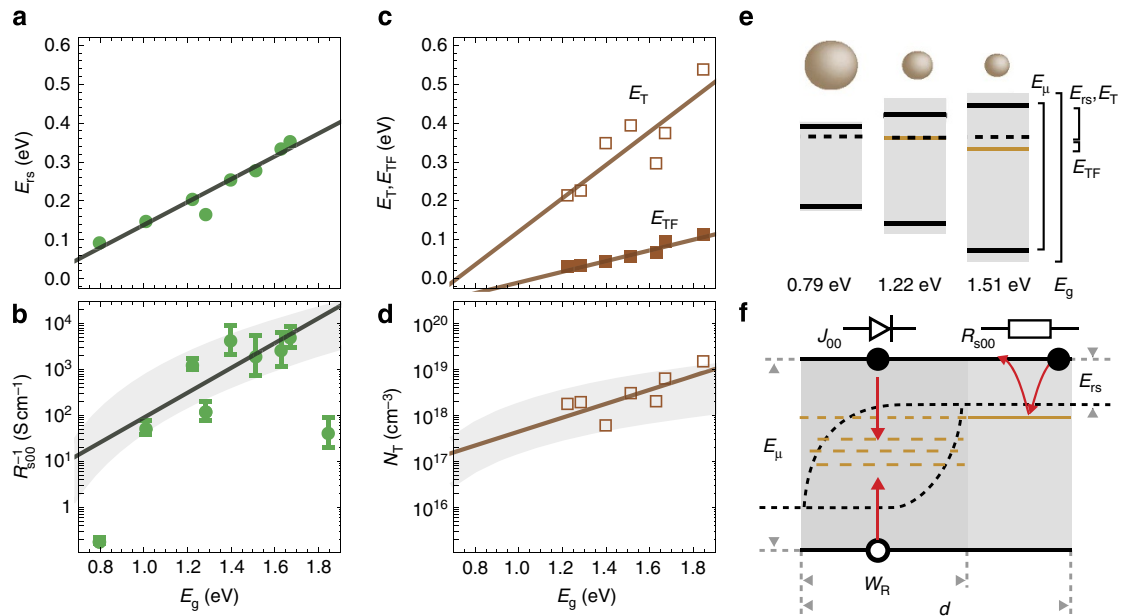 a
E_rs (eV)
0.6
0.5
0.4
0.3
0.2
0.1
0.0
b
R_s00^−1 (Scm^−1)
10^4
10^3
10^2
10^1
1
0.8 1.0 1.2 1.4 1.6 1.8
E_g (eV)
c
E_T, E_TF (eV)
0.6
0.5
0.4
0.3
0.2
0.1
0.0
E_T
E_TF
d
N_T (cm^−3)
10^20
10^19
10^18
10^17
10^16
0.8 1.0 1.2 1.4 1.6 1.8
E_g (eV)
e
E_μ
E_rs, E_T
E_TF
0.79 eV 1.22 eV 1.51 eV
E_g
f
J_00
R_s00
E_rs
E_μ
W_R
d